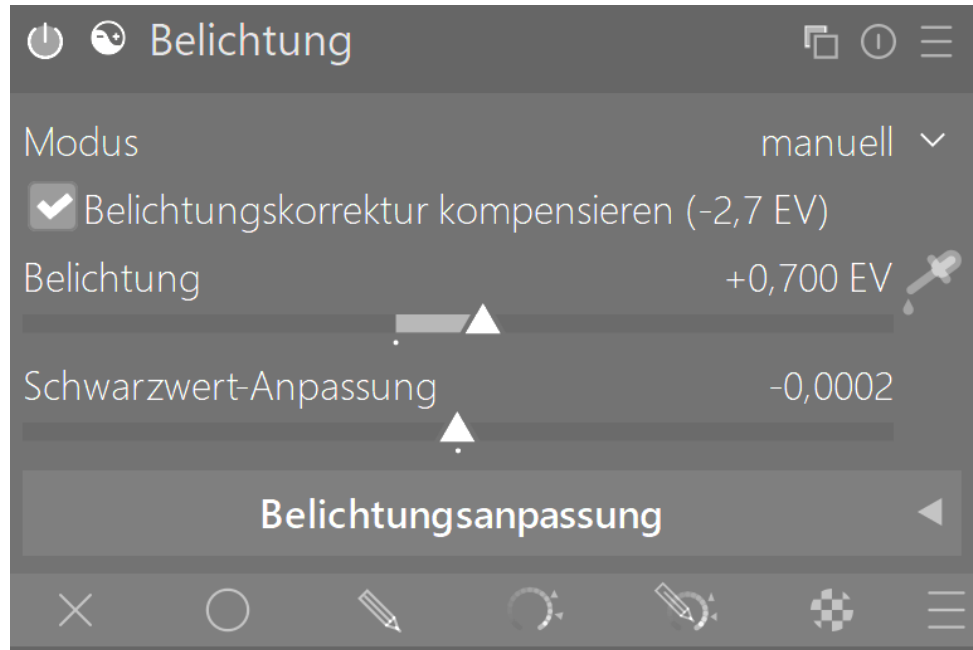 Belichtung
Modus manuell
Belichtungskorrektur kompensieren (-2,7 EV)
Belichtung +0,700 EV
Schwarzwert-Anpassung -0,0002
Belichtungsanpassung